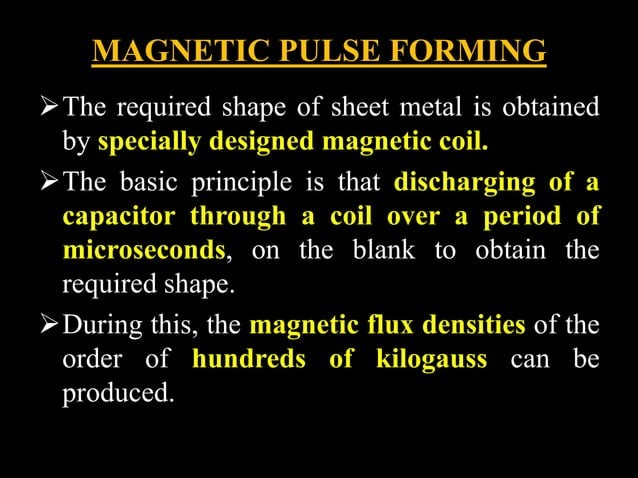 MAGNETIC PULSE FORMING
➢The required shape of sheet metal is obtained
by specially designed magnetic coil.
➢The basic principle is that discharging of a
capacitor through a coil over a period of
microseconds, on the blank to obtain the
required shape.
➢During this, the magnetic flux densities of the
order of hundreds of kilogauss can be
produced.